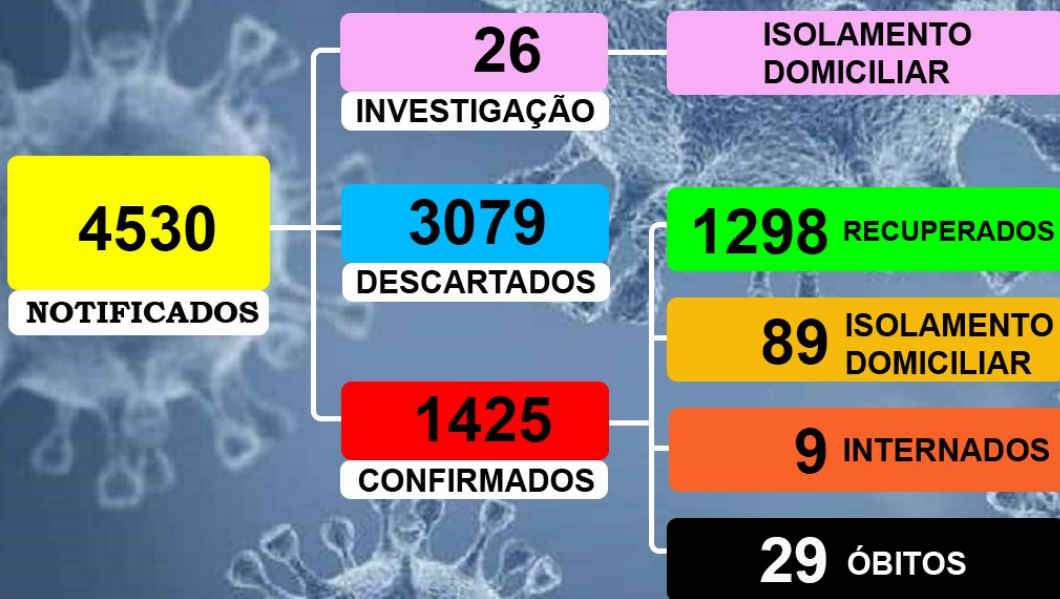 4530
NOTIFICADOS
26
INVESTIGAÇÃO
ISOLAMENTO
DOMICILIAR
3079
DESCARTADOS
1425
CONFIRMADOS
1298 RECUPERADOS
89 ISOLAMENTO
DOMICILIAR
9 INTERNADOS
29 ÓBITOS